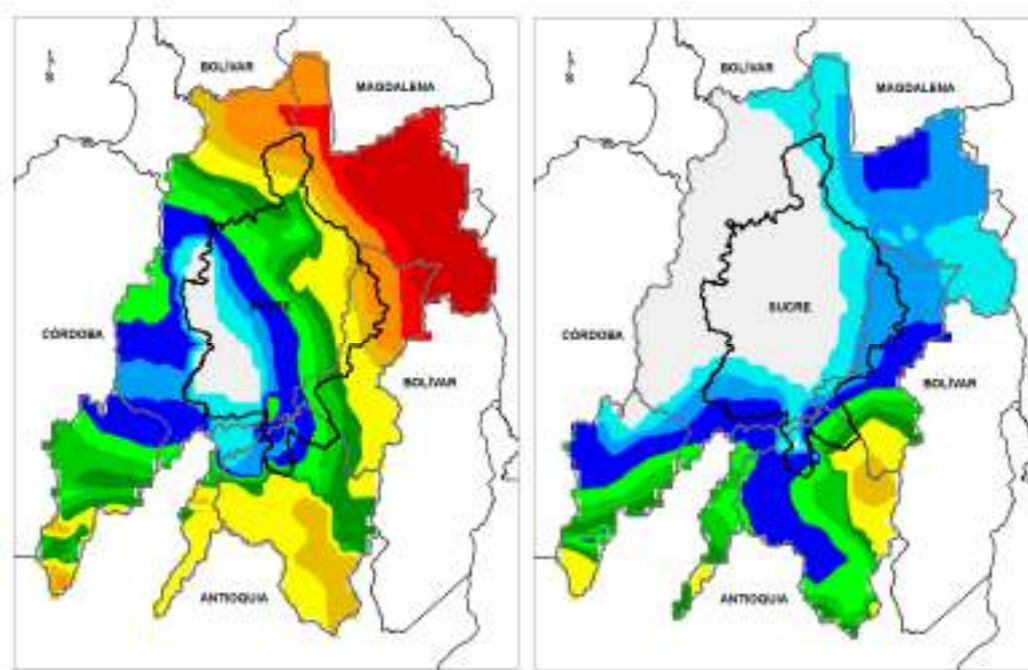 BOLÍVAR
MAGDALENA
CÓRDOBA
BOLÍVAR
ANTIOQUIA
BOLÍVAR
MAGDALENA
SUCRE
CÓRDOBA
BOLÍVAR
ANTIOQUIA